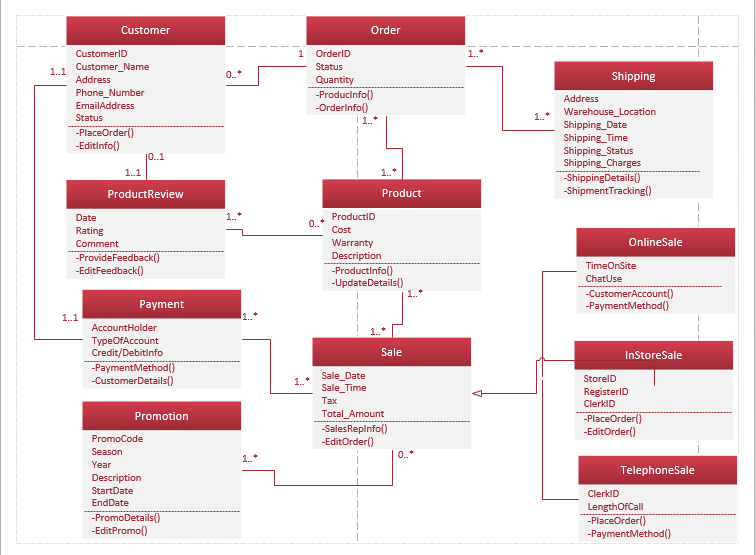 Customer
CustomerID
Customer_Name
Address
Phone_Number
EmailAddress
Status
-PlaceOrder()
-EditInfo()
Order
OrderID
Status
Quantity
-ProducInfo()
-OrderInfo()
Shipping
Address
Warehouse_Location
Shipping_Date
Shipping_Time
Shipping_Status
Shipping_Charges
-ShippingDetails()
-ShipmentTracking()
1..1
0..*
1
1..*
1..*
1..*
1..*
0..1
1..1
ProductReview
Date
Rating
Comment
-ProvideFeedback()
-EditFeedback()
1..*
0..*
Product
ProductID
Cost
Warranty
Description
-ProductInfo()
-UpdateDetails()
1..*
1..*
OnlineSale
TimeOnSite
ChatUse
-CustomerAccount()
-PaymentMethod()
1..1
Payment
AccountHolder
TypeOfAccount
Credit/DebitInfo
-PaymentMethod()
-CustomerDetails()
1..*
1..*
Sale
Sale_Date
Sale_Time
Tax
Total_Amount
-SalesRepInfo()
-EditOrder()
0..*
InStoreSale
StoreID
RegisterID
ClerkID
-PlaceOrder()
-EditOrder()
Promotion
PromoCode
Season
Year
Description
StartDate
EndDate
-PromoDetails()
-EditPromo()
1..*
TelephoneSale
ClerkID
LengthOfCall
-PlaceOrder()
-PaymentMethod()